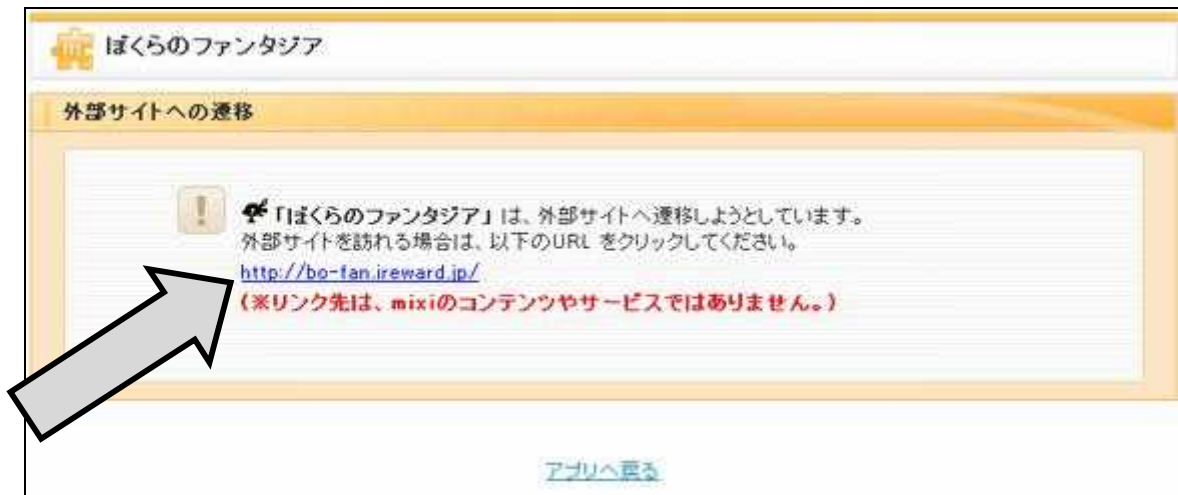 ぼくらのファンタジア
外部サイトへの遷移
「ぼくらのファンタジア」は、外部サイトへ遷移しようとしています。
外部サイトを訪れる場合は、以下のURL をクリックしてください。
http://bo-fan.ireward.jp/
(※リンク先は、mixiのコンテンツやサービスではありません。)
アプリへ戻る